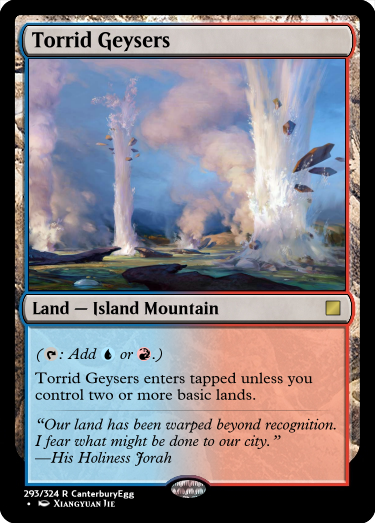 Torrid Geysers
Land — Island Mountain
( : Add or .)
Torrid Geysers enters tapped unless you
control two or more basic lands.
“Our land has been warped beyond recognition.
I fear what might be done to our city.”
—His Holiness Jorah
293/324 R CanterburyEgg
• Xiangyuan Jie